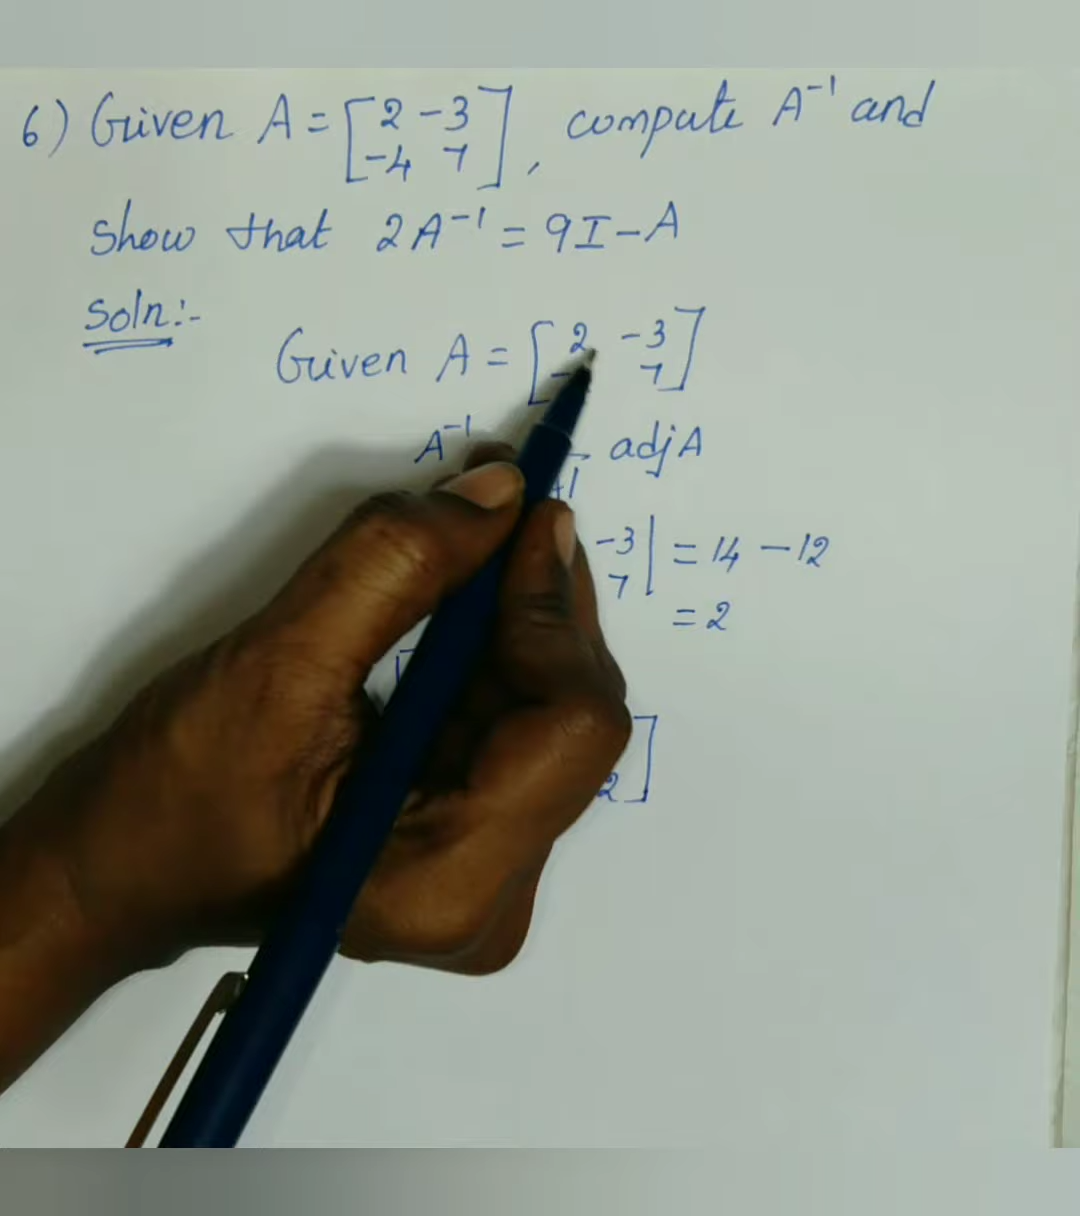 6) Given A = [2 -3
-4 7], compute A⁻¹ and
show that 2A⁻¹ = 9I - A
Soln:-
Given A = [2 -3
7]
A⁻¹ adj A
-3| = 14 - 12
7
= 2
2]